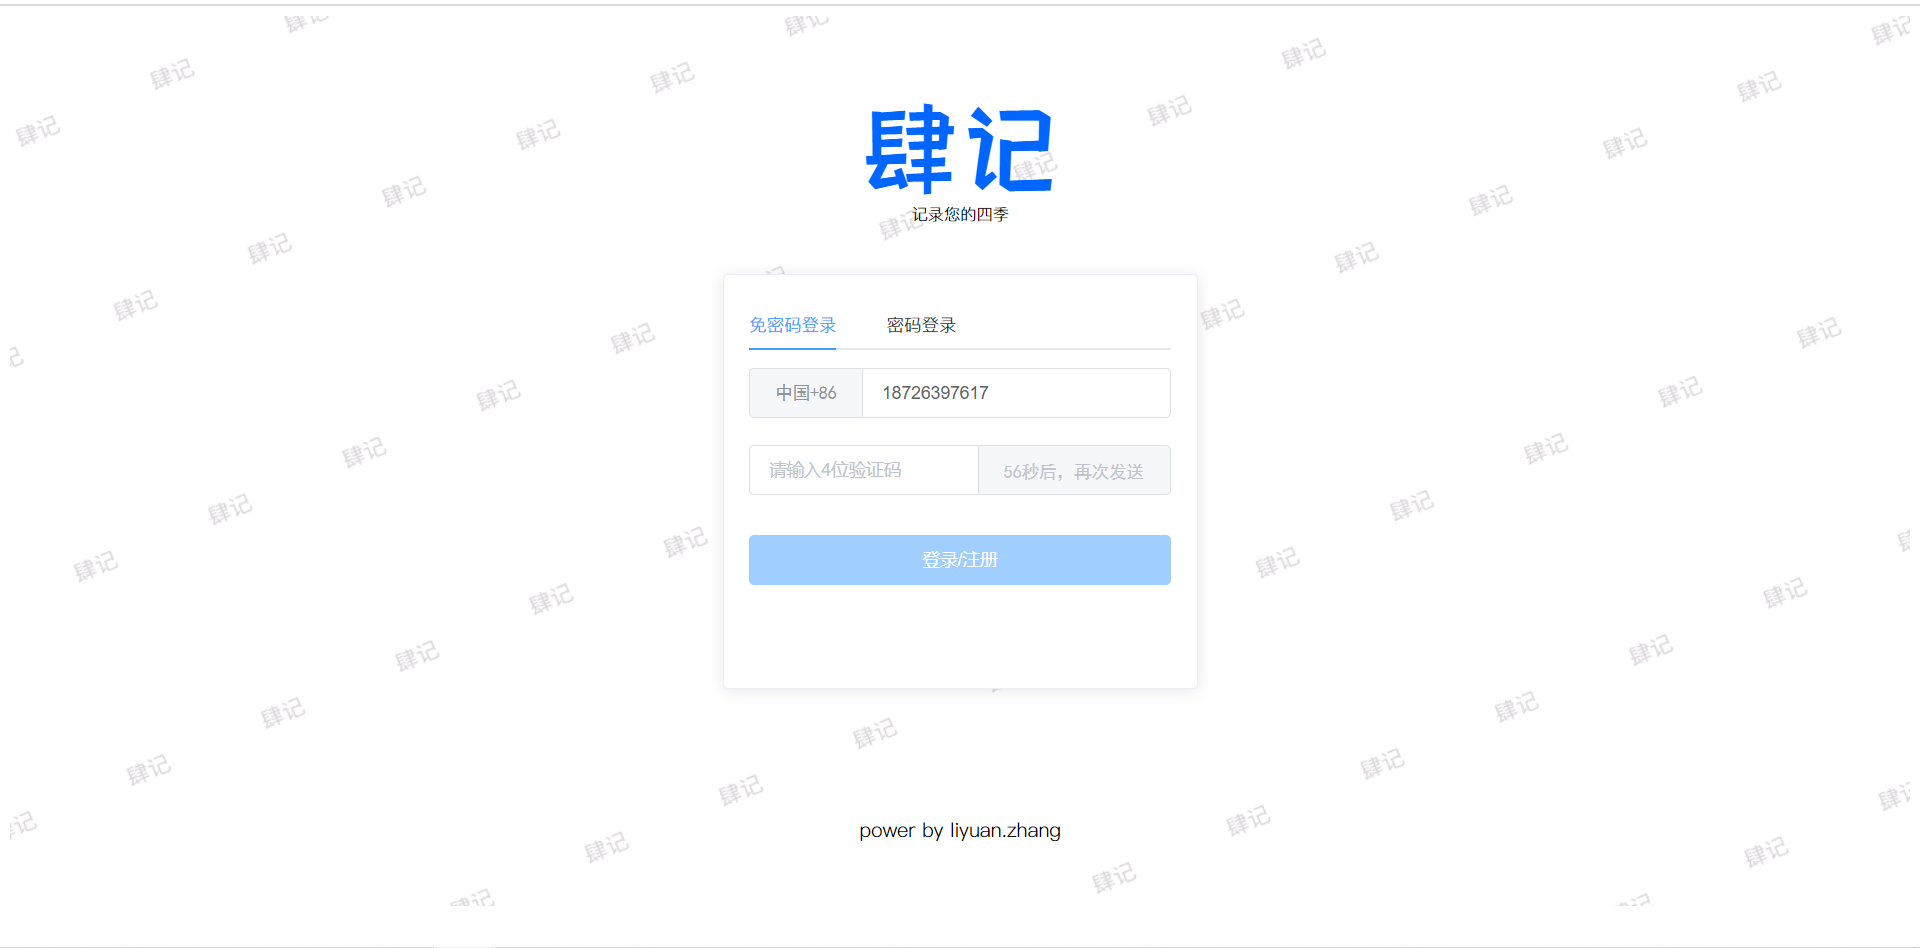 肆记
记录您的四季
免密码登录 密码登录
中国+86 18726397617
请输入4位验证码 56秒后，再次发送
登录/注册
power by liyuan.zhang